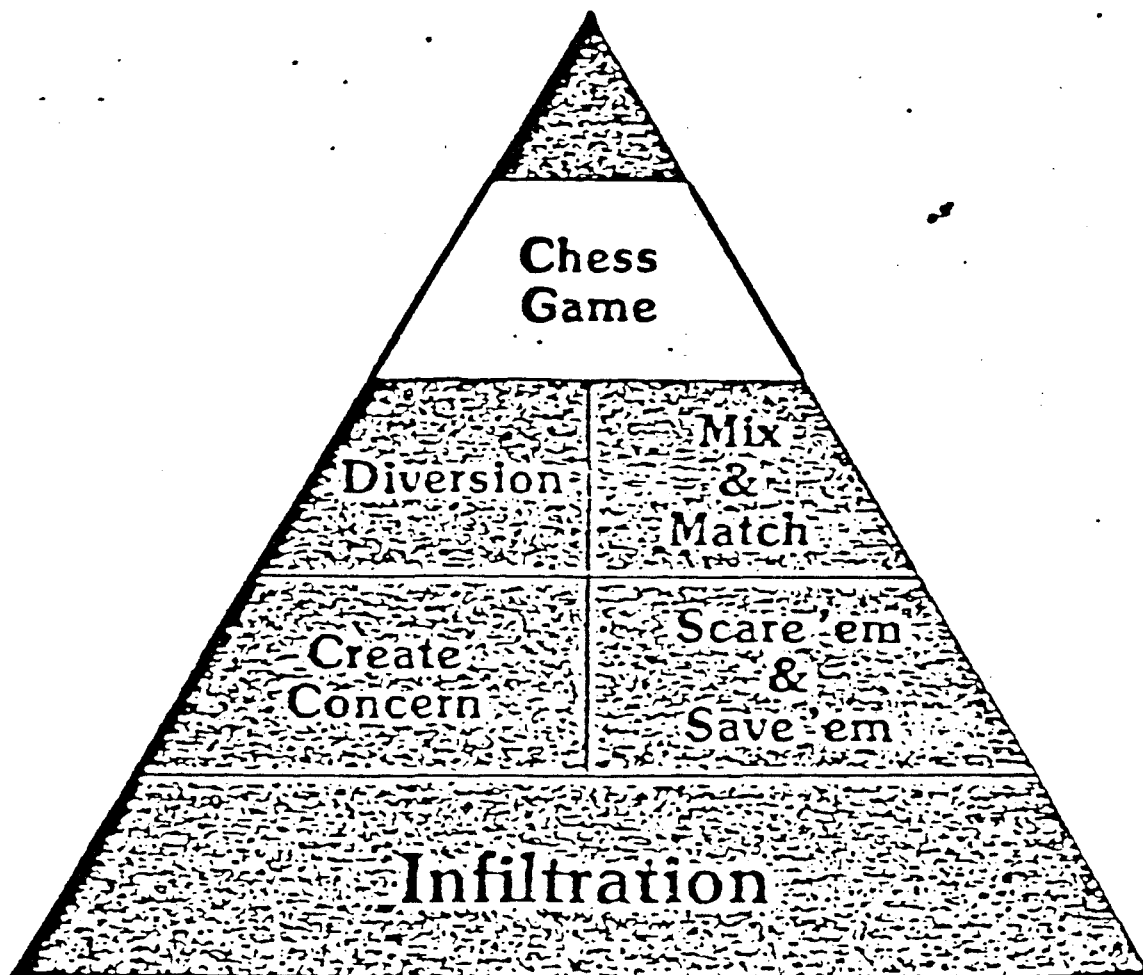 Chess
Game
Diversion
Mix
&
Match
Create
Concern
Scare 'em
&
Save 'em
Infiltration